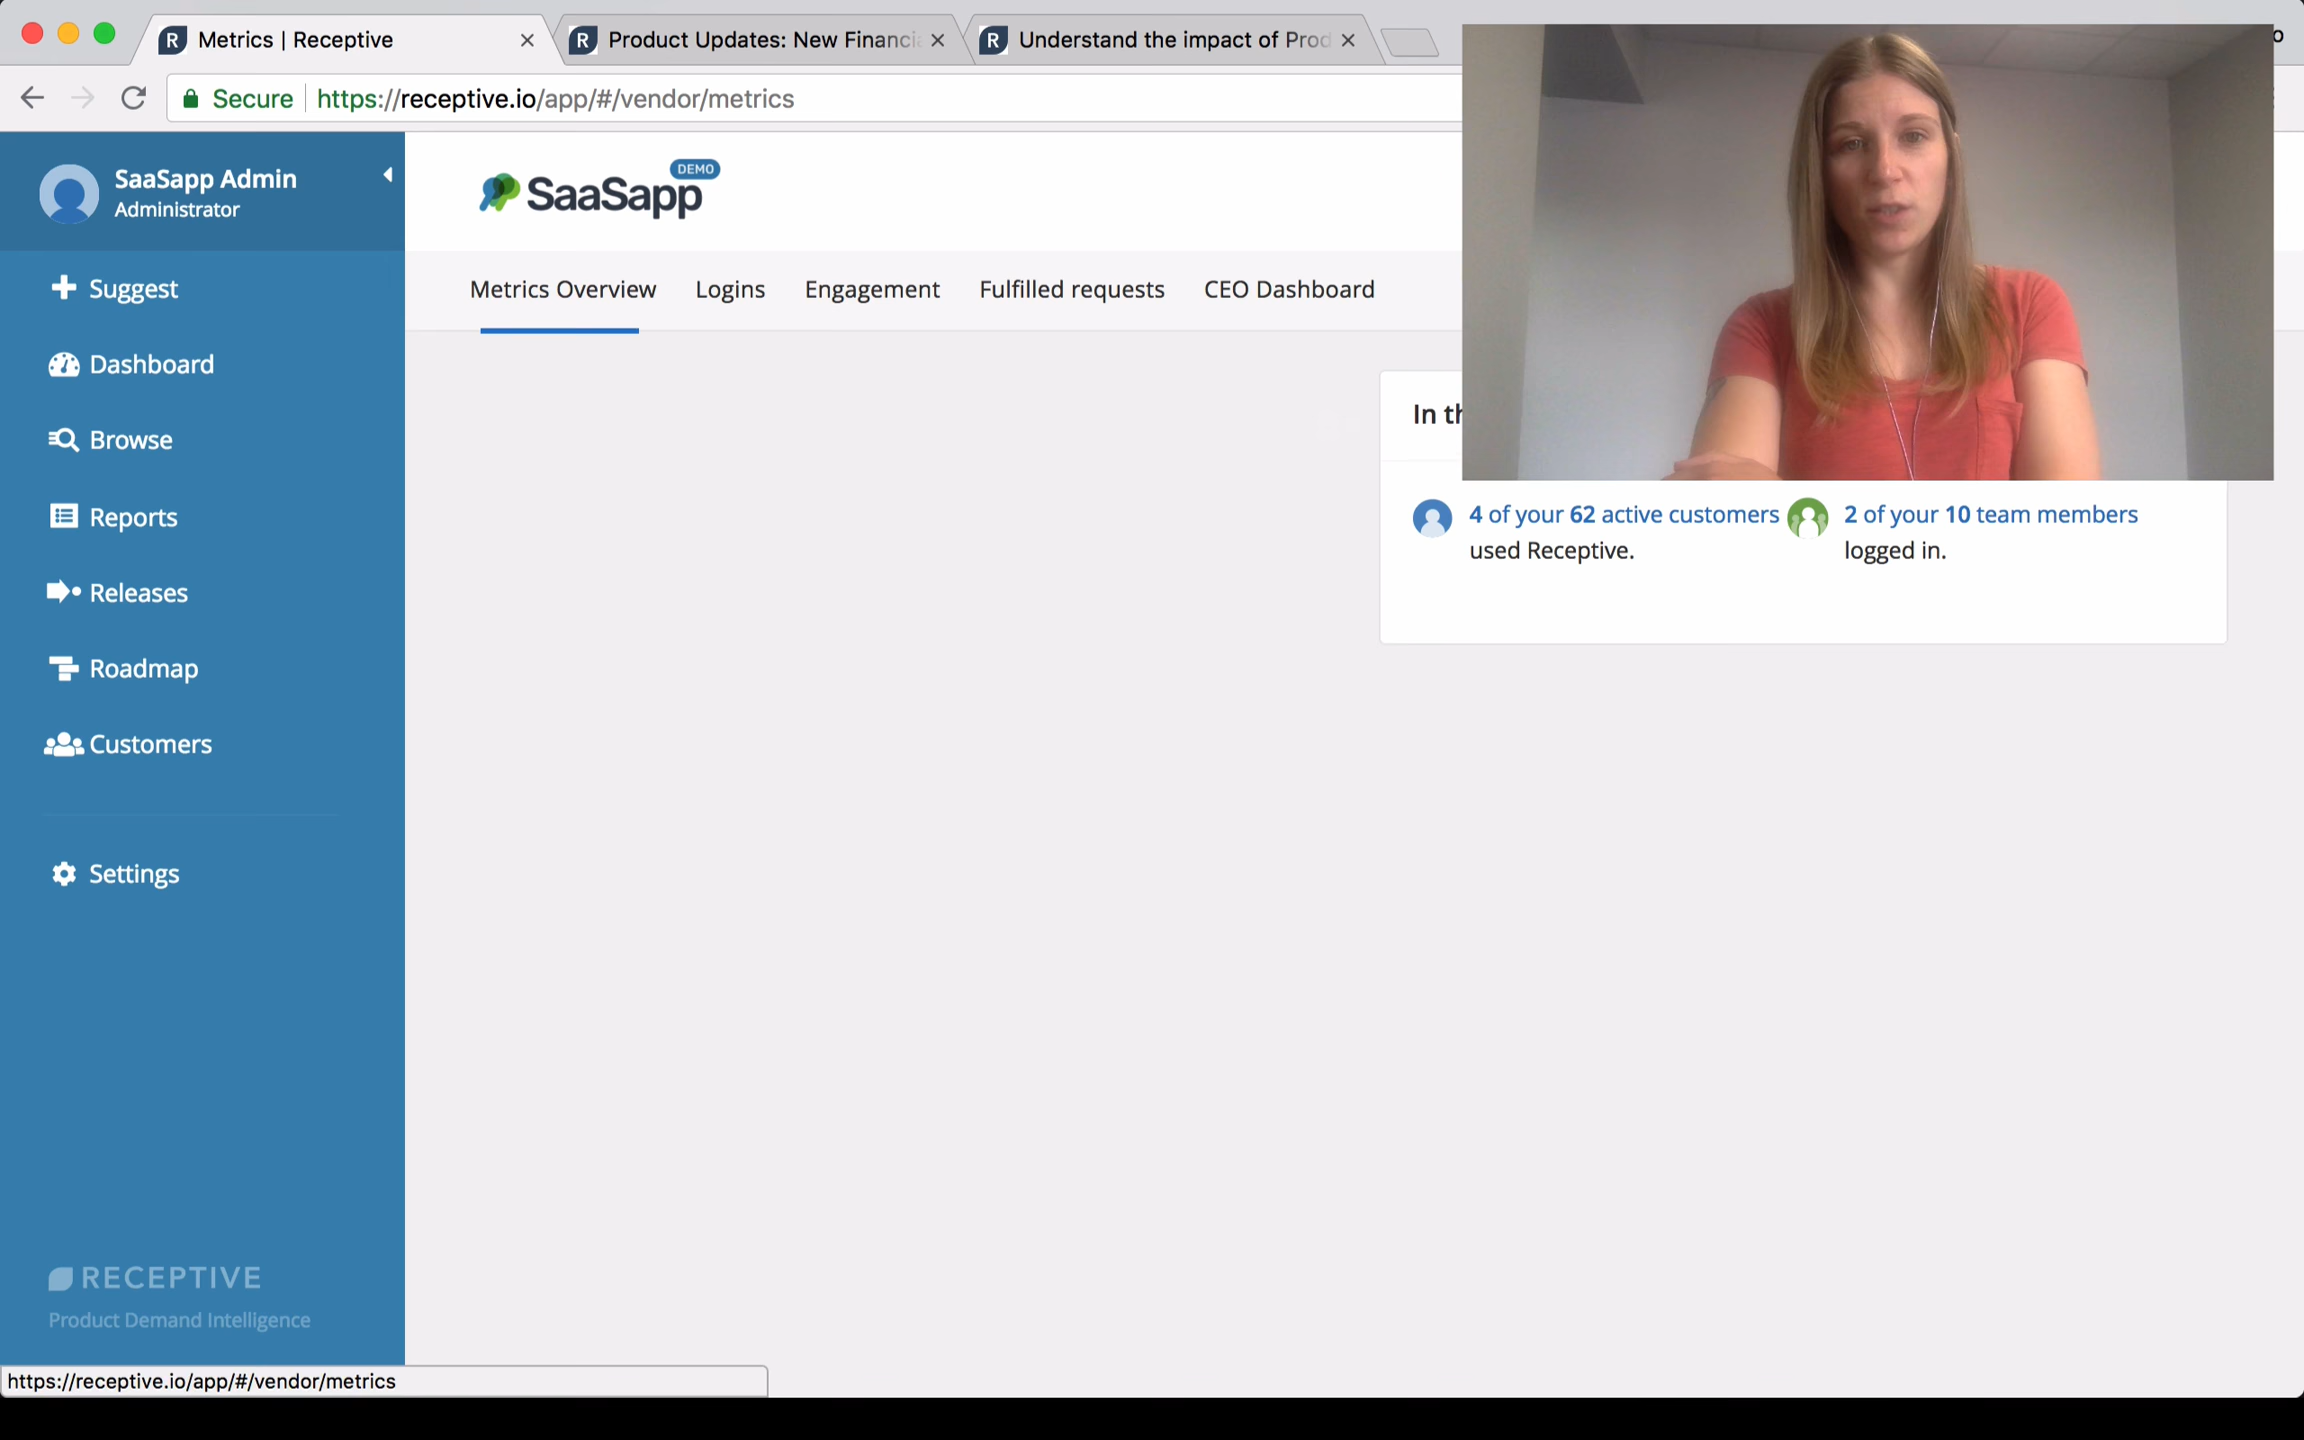 Metrics | Receptive
Product Updates: New Financi
Understand the impact of Prod
Secure https://receptive.io/app/#/vendor/metrics
SaaSapp Admin
Administrator
SaaSapp DEMO
Suggest
Dashboard
Browse
Reports
Releases
Roadmap
Customers
Settings
RECEPTIVE
Product Demand Intelligence
Metrics Overview Logins Engagement Fulfilled requests CEO Dashboard
In th
4 of your 62 active customers
used Receptive.
2 of your 10 team members
logged in.
https://receptive.io/app/#/vendor/metrics